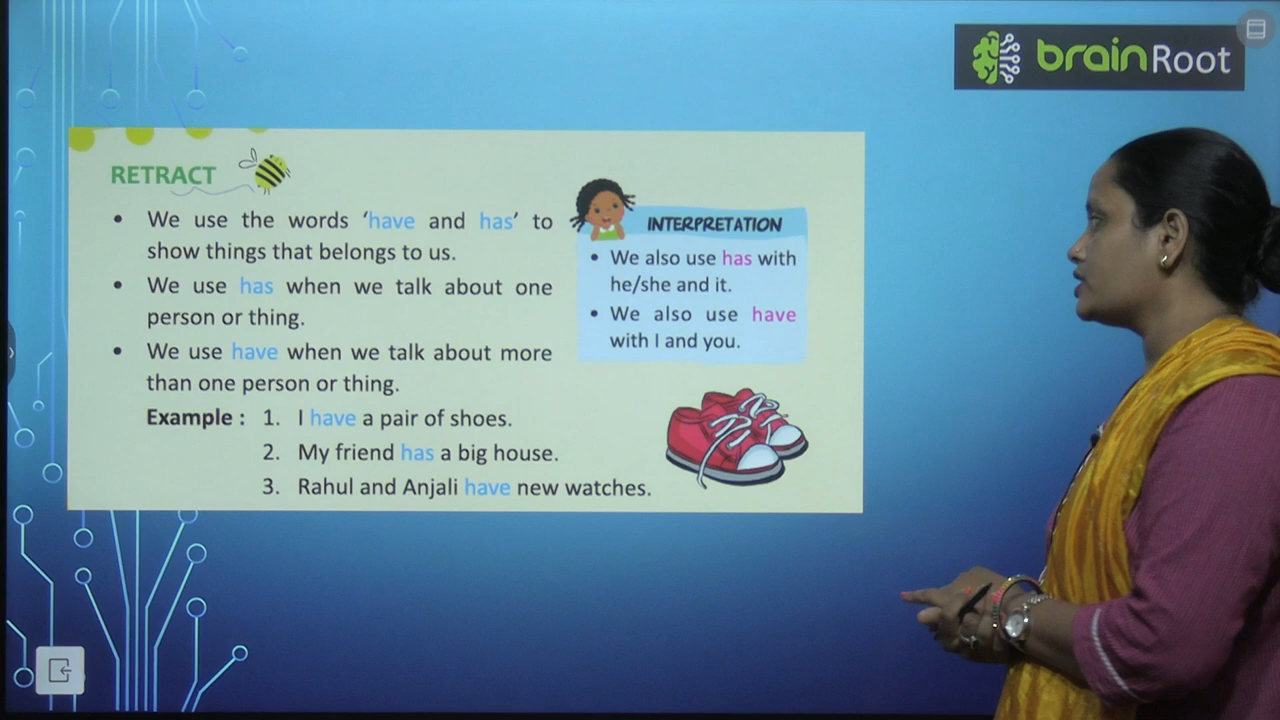 brainRoot
RETRACT
• We use the words ‘have and has’ to
show things that belongs to us.
• We use has when we talk about one
person or thing.
• We use have when we talk about more
than one person or thing.
Example : 1. I have a pair of shoes.
2. My friend has a big house.
3. Rahul and Anjali have new watches.
INTERPRETATION
• We also use has with
he/she and it.
• We also use have
with I and you.